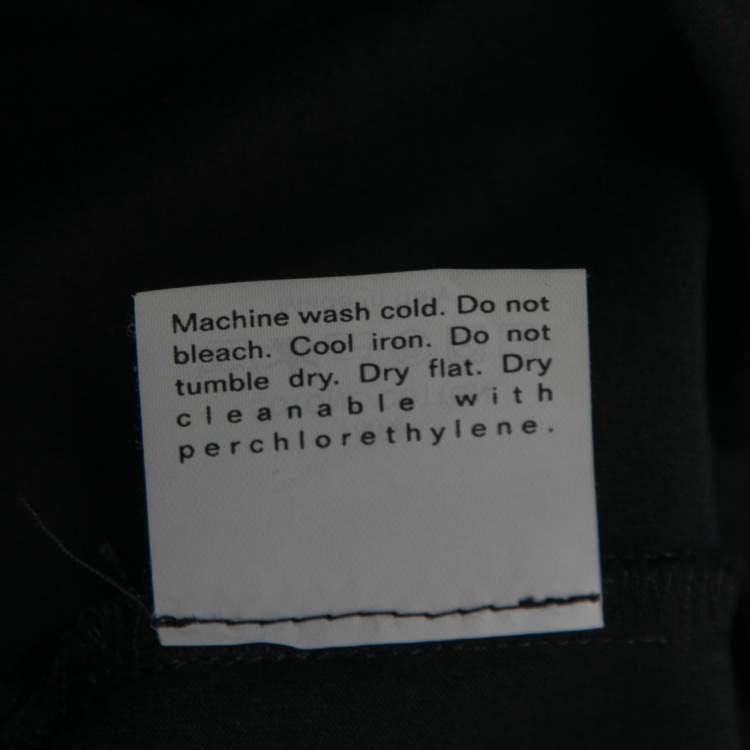 Machine wash cold. Do not
bleach. Cool iron. Do not
tumble dry. Dry flat. Dry
cleanable with
perchlorethylene.